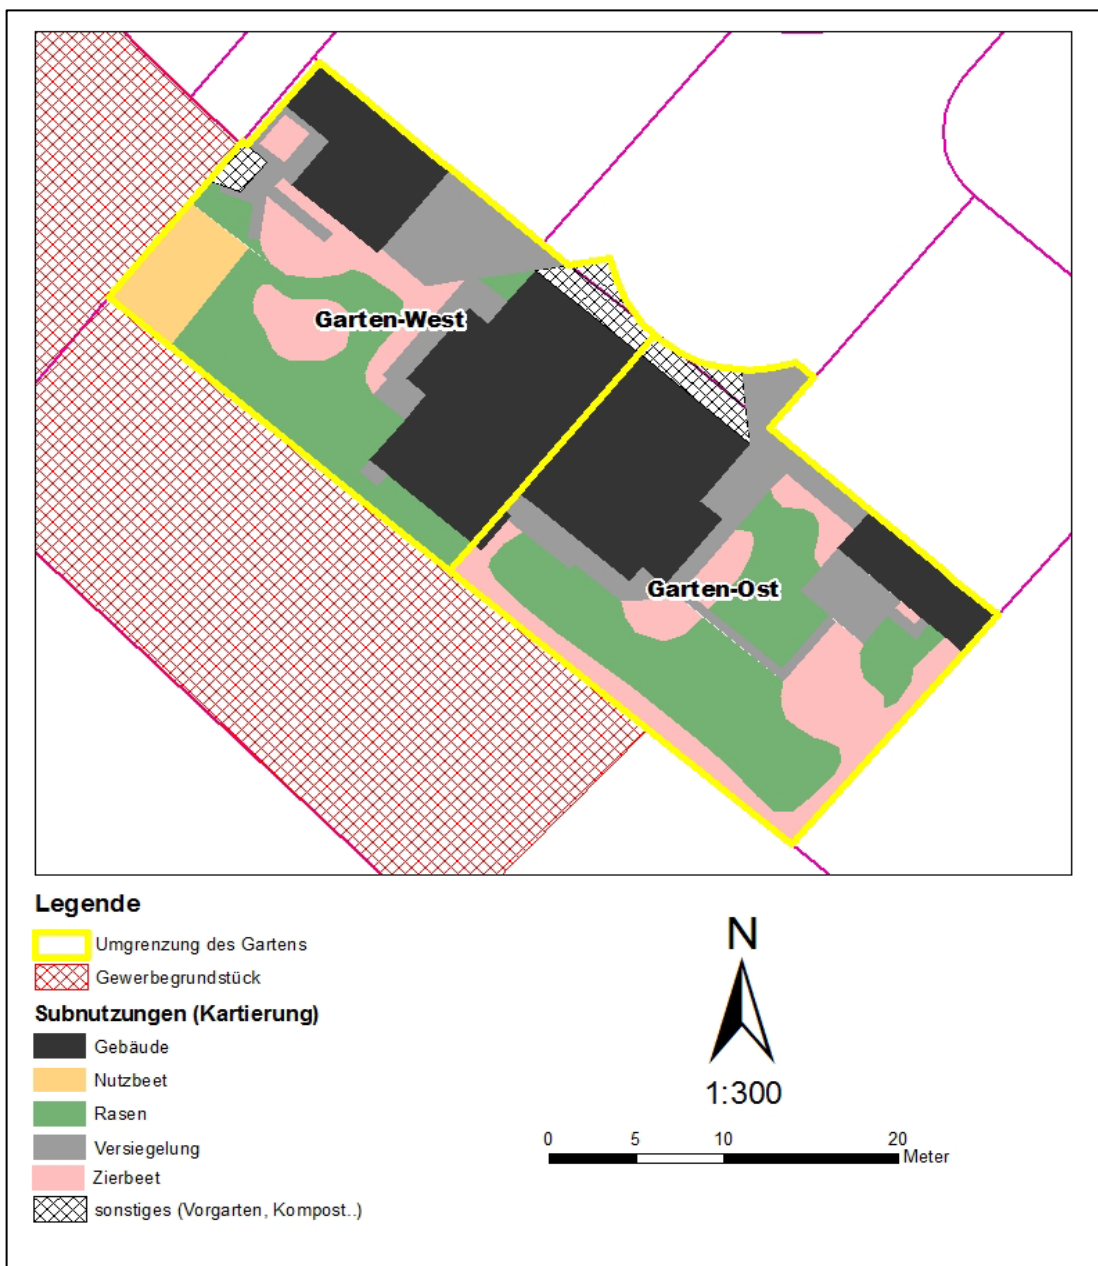 Garten-West
Garten-Ost
Legende
Umgrenzung des Gartens
Gewerbegrundstück
Subnutzungen (Kartierung)
Gebäude
Nutzbeet
Rasen
Versiegelung
Zierbeet
sonstiges (Vorgarten, Kompost..)
N
1:300
0 5 10 20
Meter